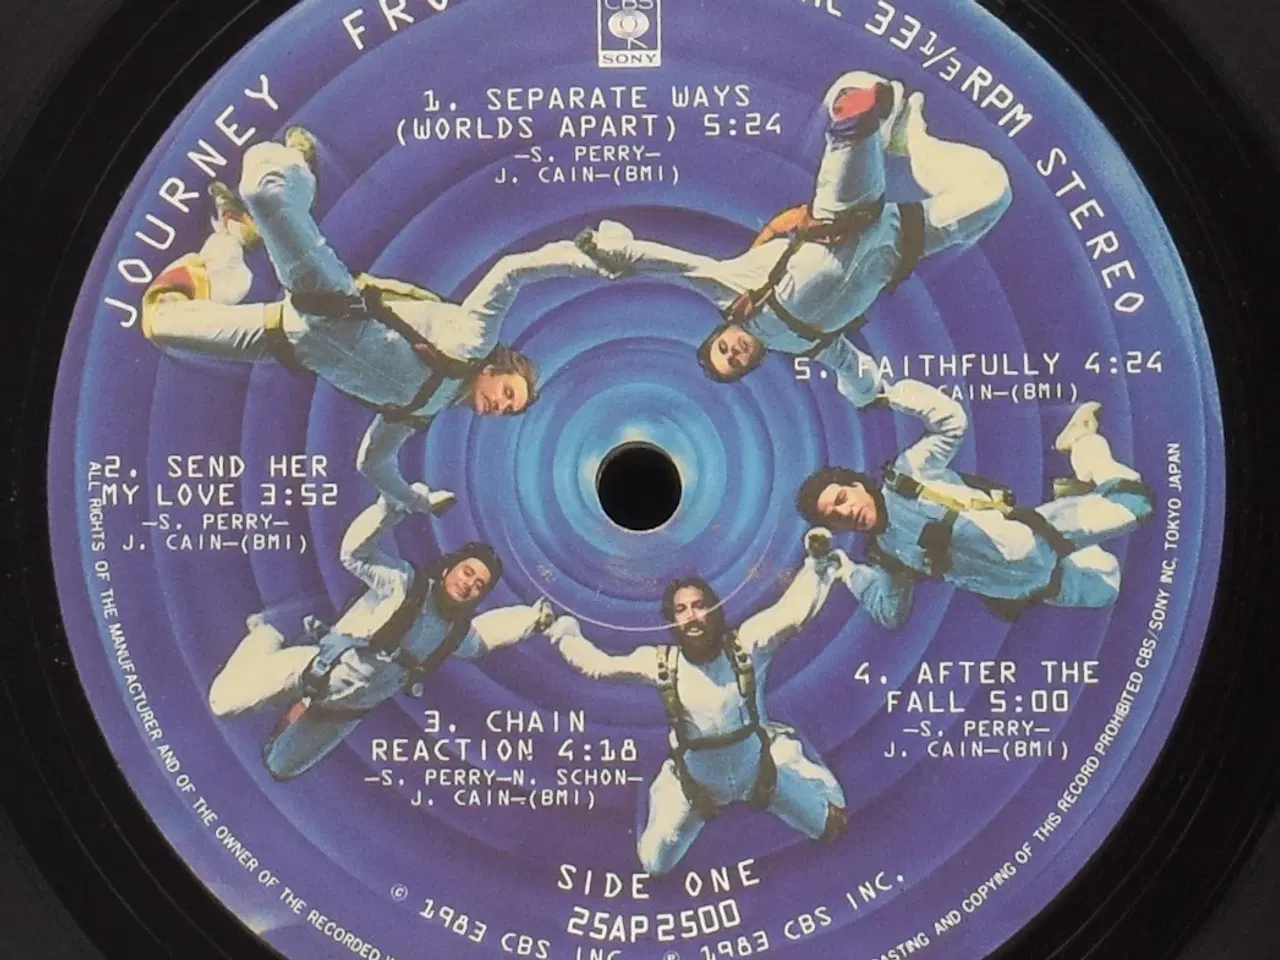 JOURNEY
33 1/3 RPM STEREO
CBS
SONY
1. SEPARATE WAYS
(WORLDS APART) 5:24
—S. PERRY—
J. CAIN—(BMI)
2. SEND HER
MY LOVE 3:52
—S. PERRY—
J. CAIN—(BMI)
3. CHAIN
REACTION 4:18
—S. PERRY—N. SCHON—
J. CAIN—(BMI)
4. AFTER THE
FALL 5:00
—S. PERRY—
J. CAIN—(BMI)
5. FAITHFULLY 4:24
J. CAIN—(BMI)
SIDE ONE
25AP2500
© 1983 CBS INC. ℗ 1983 CBS INC.
ALL RIGHTS OF THE MANUFACTURER AND OF THE OWNER OF THE RECORDED
AND COPYING OF THIS RECORD PROHIBITED CBS/SONY INC, TOKYO JAPAN